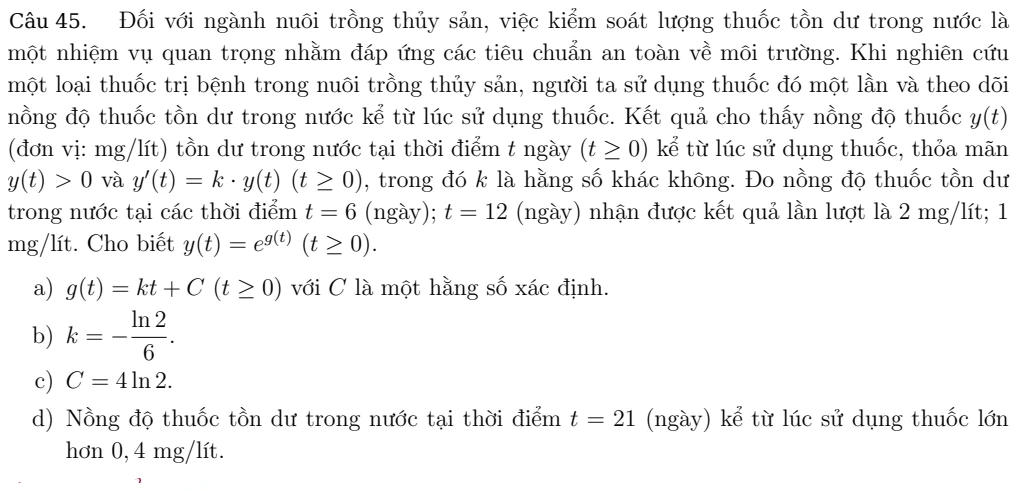 Câu 45. Đối với ngành nuôi trồng thủy sản, việc kiểm soát lượng thuốc tồn dư trong nước là
một nhiệm vụ quan trọng nhằm đáp ứng các tiêu chuẩn an toàn về môi trường. Khi nghiên cứu
một loại thuốc trị bệnh trong nuôi trồng thủy sản, người ta sử dụng thuốc đó một lần và theo dõi
nồng độ thuốc tồn dư trong nước kể từ lúc sử dụng thuốc. Kết quả cho thấy nồng độ thuốc y(t)
(đơn vị: mg/lít) tồn dư trong nước tại thời điểm t ngày (t ≥ 0) kể từ lúc sử dụng thuốc, thỏa mãn
y(t) > 0 và y′(t) = k · y(t) (t ≥ 0), trong đó k là hằng số khác không. Đo nồng độ thuốc tồn dư
trong nước tại các thời điểm t = 6 (ngày); t = 12 (ngày) nhận được kết quả lần lượt là 2 mg/lít; 1
mg/lít. Cho biết y(t) = e^{g(t)} (t ≥ 0).
a) g(t) = kt + C (t ≥ 0) với C là một hằng số xác định.
b) k = −\frac{ln 2}{6}.
c) C = 4 ln 2.
d) Nồng độ thuốc tồn dư trong nước tại thời điểm t = 21 (ngày) kể từ lúc sử dụng thuốc lớn
hơn 0, 4 mg/lít.